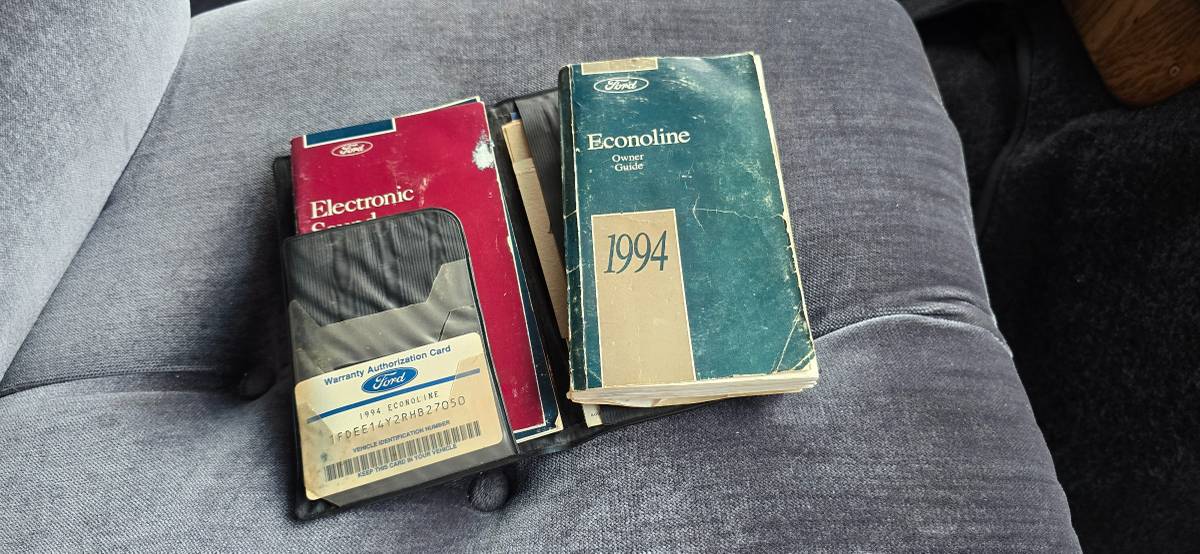 Ford
Electronic
Sound
Warranty Authorization Card
Ford
1994 ECONOLINE
1FDEE14Y2RHB27050
VEHICLE IDENTIFICATION NUMBER
KEEP THIS CARD IN YOUR VEHICLE
Ford
Econoline
Owner
Guide
1994